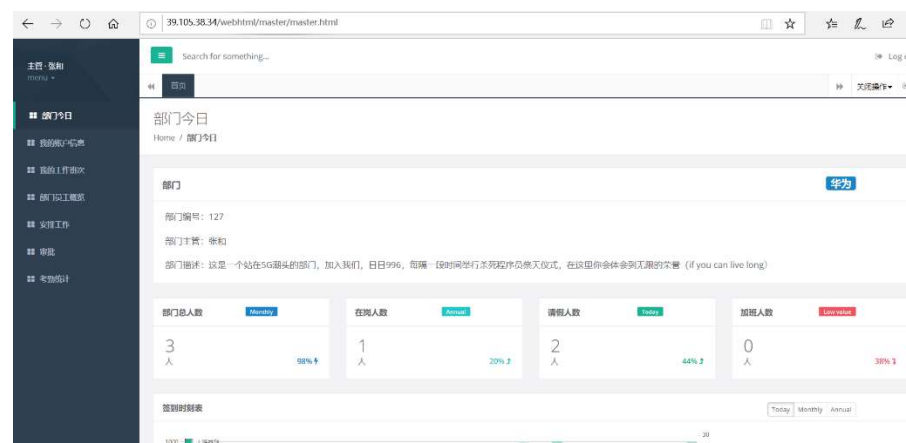 39.105.38.34/webhtml/master/master.html
主管-张和
menu
Search for something...
Log
首页
关闭操作
部门今日
我的账户信息
我的工作班次
部门员工概览
安排工作
审批
考勤统计
部门今日
Home / 部门今日
部门
华为
部门编号：127
部门主管：张和
部门描述：这是一个站在5G潮头的部门，加入我们，日日996，每隔一段时间举行杀死程序员祭天仪式，在这里你会体会到无限的荣誉（if you can live long）
部门总人数 Monthly
3
人 98%
在岗人数 Annual
1
人 20%
请假人数 Today
2
人 44%
加班人数 Low value
0
人 38%
签到时刻表
Today Monthly Annual
1000
30